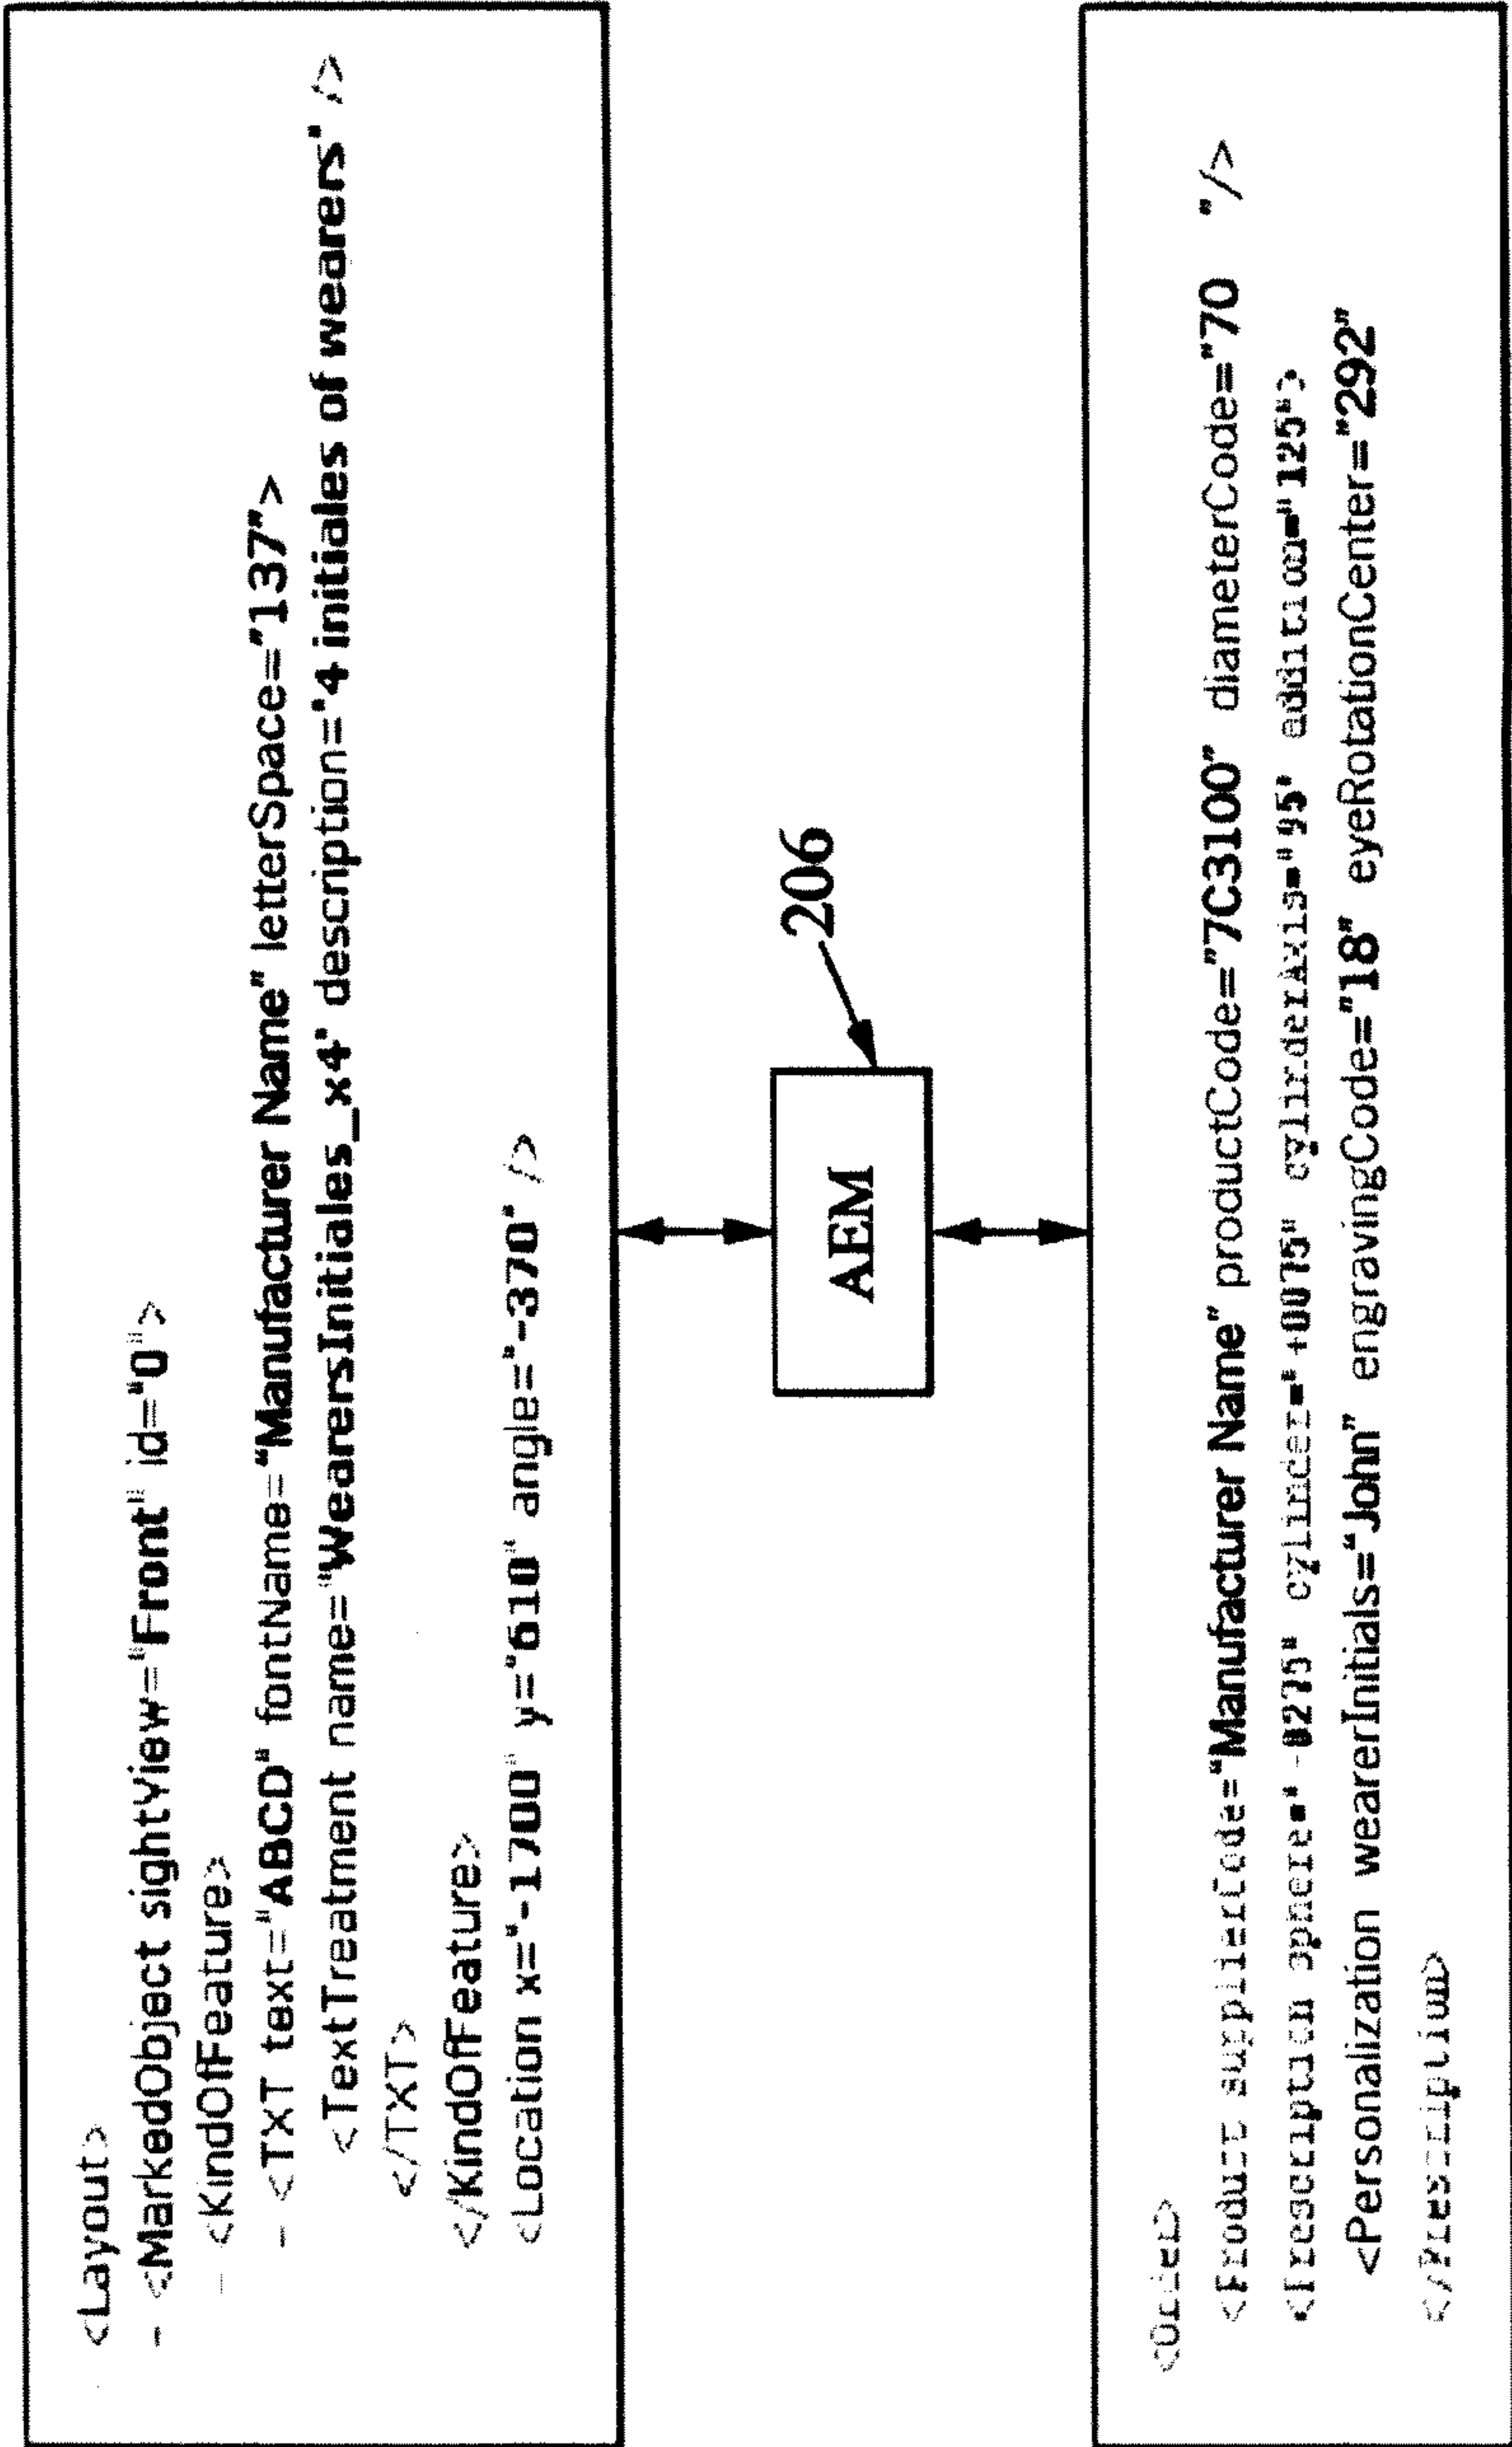 <Layout>
- <MarkedObject sightView="Front" id="0">
- <KindOfFeature>
- <TXT text="ABCD" fontName="Manufacturer Name" letterSpace="137">
<TextTreatment name="WearersInitiales_x4" description="4 initiales of wearers" />
</TXT>
</KindOfFeature>
<Location x="-1700" y="610" angle="-370" />
206
AEM
<Order>
<Product supplierCode="Manufacturer Name" productCode="7C3100" diameterCode="70 "/>
<Prescription sphere="-0275" cylinder="+0075" cylinderAxis="95" addition="125">
<Personalization wearerInitials="John" engravingCode="18" eyeRotationCenter="292"
</Prescription>